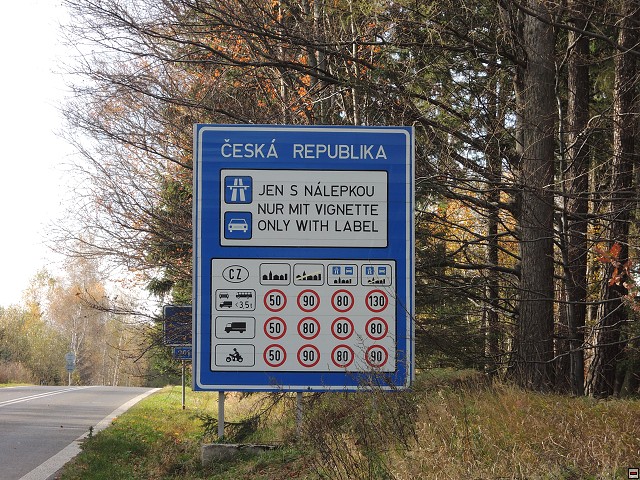 ČESKÁ REPUBLIKA
JEN S NÁLEPKOU
NUR MIT VIGNETTE
ONLY WITH LABEL
CZ
<3,5t 50 90 80 130
50 80 80 80
50 90 80 90